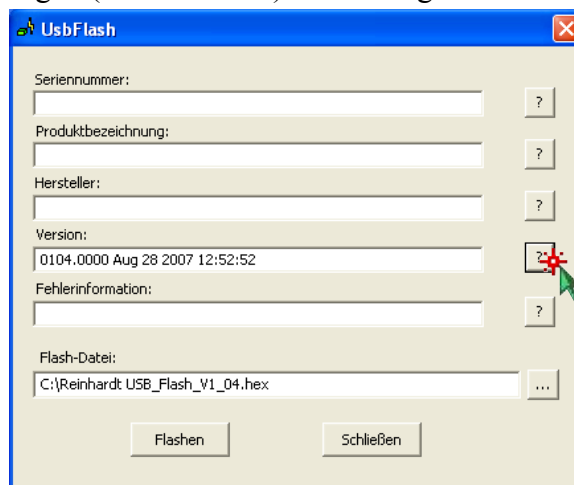 UsbFlash
Seriennummer:
?
Produktbezeichnung:
?
Hersteller:
?
Version:
0104.0000 Aug 28 2007 12:52:52
?
Fehlerinformation:
?
Flash-Datei:
C:\Reinhardt USB_Flash_V1_04.hex
...
Flashen Schließen